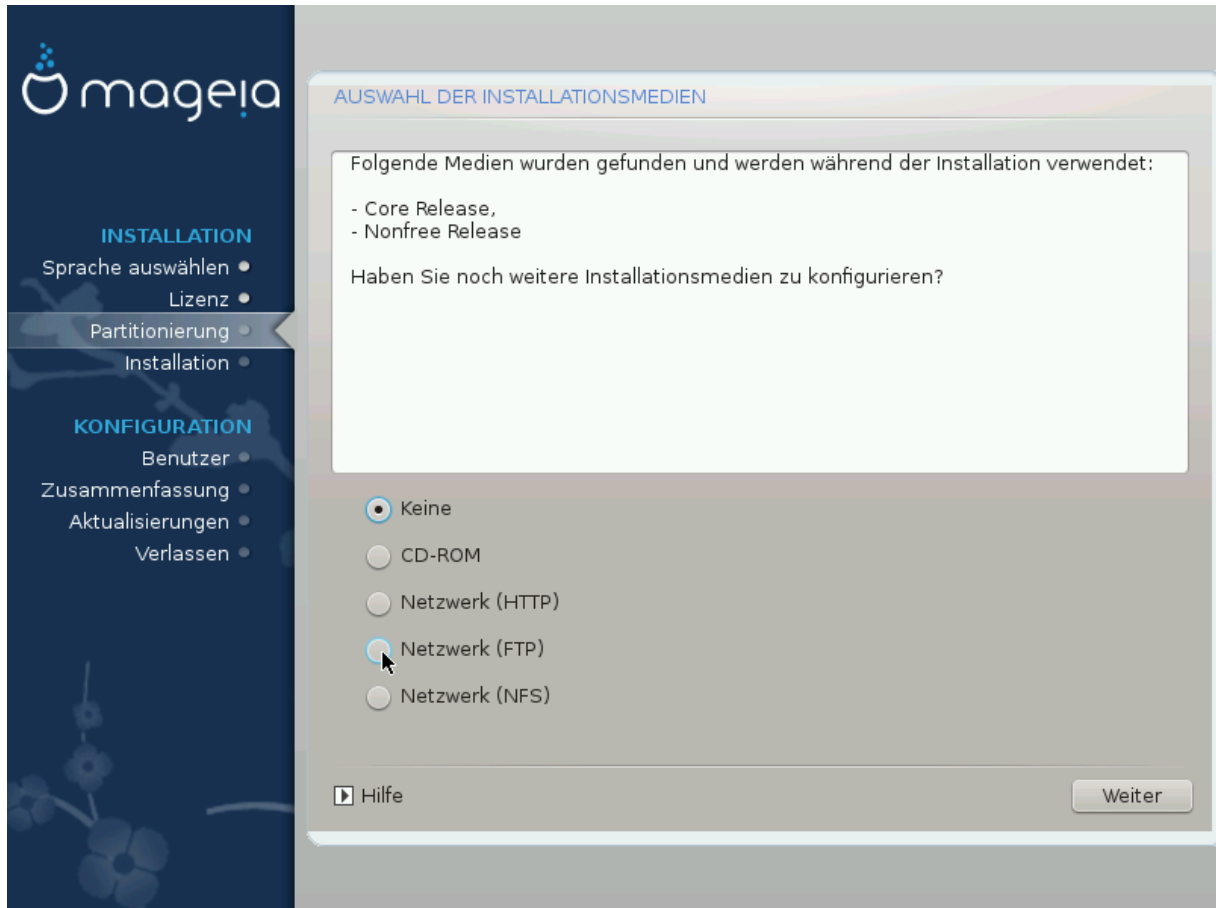 mageia
INSTALLATION
Sprache auswählen
Lizenz
Partitionierung
Installation
KONFIGURATION
Benutzer
Zusammenfassung
Aktualisierungen
Verlassen
AUSWAHL DER INSTALLATIONSMEDIEN
Folgende Medien wurden gefunden und werden während der Installation verwendet:
- Core Release,
- Nonfree Release
Haben Sie noch weitere Installationsmedien zu konfigurieren?
Keine
CD-ROM
Netzwerk (HTTP)
Netzwerk (FTP)
Netzwerk (NFS)
Hilfe
Weiter